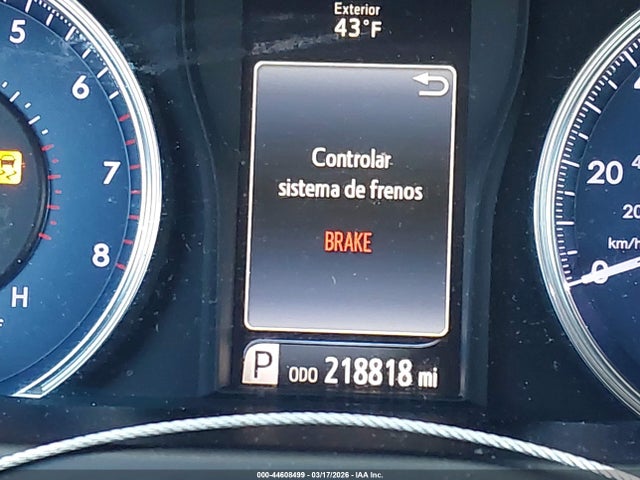 Exterior
43°F
Controlar
sistema de frenos
BRAKE
P ODO 218818 mi
5
6
7
8
H
20
20
km/h
0
000-44608499 - 03/17/2026 - IAA Inc.